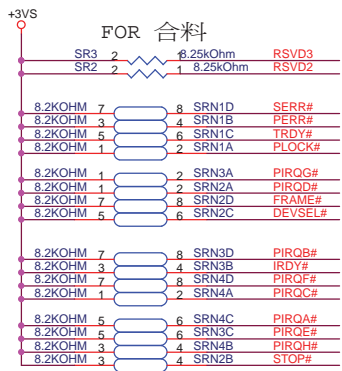 +3VS
FOR 合料
SR3 2 1 8.25kOhm RSVD3
SR2 2 1 8.25kOhm RSVD2
8.2KOHM 7 8 SRN1D SERR#
8.2KOHM 3 4 SRN1B PERR#
8.2KOHM 5 6 SRN1C TRDY#
8.2KOHM 1 2 SRN1A PLOCK#
8.2KOHM 1 2 SRN3A PIRQG#
8.2KOHM 1 2 SRN2A PIRQD#
8.2KOHM 7 8 SRN2D FRAME#
8.2KOHM 5 6 SRN2C DEVSEL#
8.2KOHM 7 8 SRN3D PIRQB#
8.2KOHM 3 4 SRN3B IRDY#
8.2KOHM 7 8 SRN4D PIRQF#
8.2KOHM 1 2 SRN4A PIRQC#
8.2KOHM 5 6 SRN4C PIRQA#
8.2KOHM 5 6 SRN3C PIRQE#
8.2KOHM 3 4 SRN4B PIRQH#
8.2KOHM 3 4 SRN2B STOP#